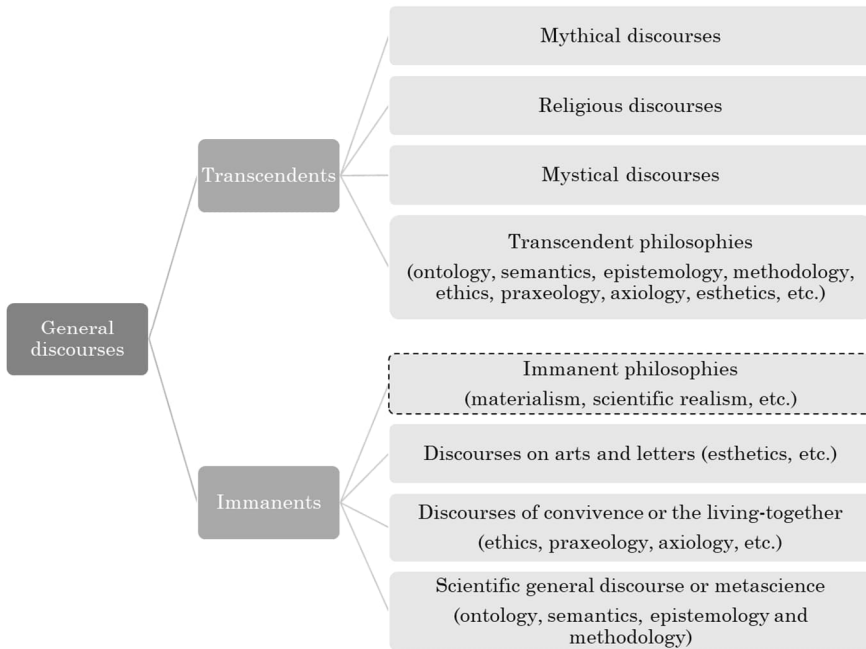 General
discourses
Transcendents
Mythical discourses
Religious discourses
Mystical discourses
Transcendent philosophies
(ontology, semantics, epistemology, methodology,
ethics, praxeology, axiology, esthetics, etc.)
Immanents
Immanent philosophies
(materialism, scientific realism, etc.)
Discourses on arts and letters (esthetics, etc.)
Discourses of convivence or the living-together
(ethics, praxeology, axiology, etc.)
Scientific general discourse or metascience
(ontology, semantics, epistemology and
methodology)